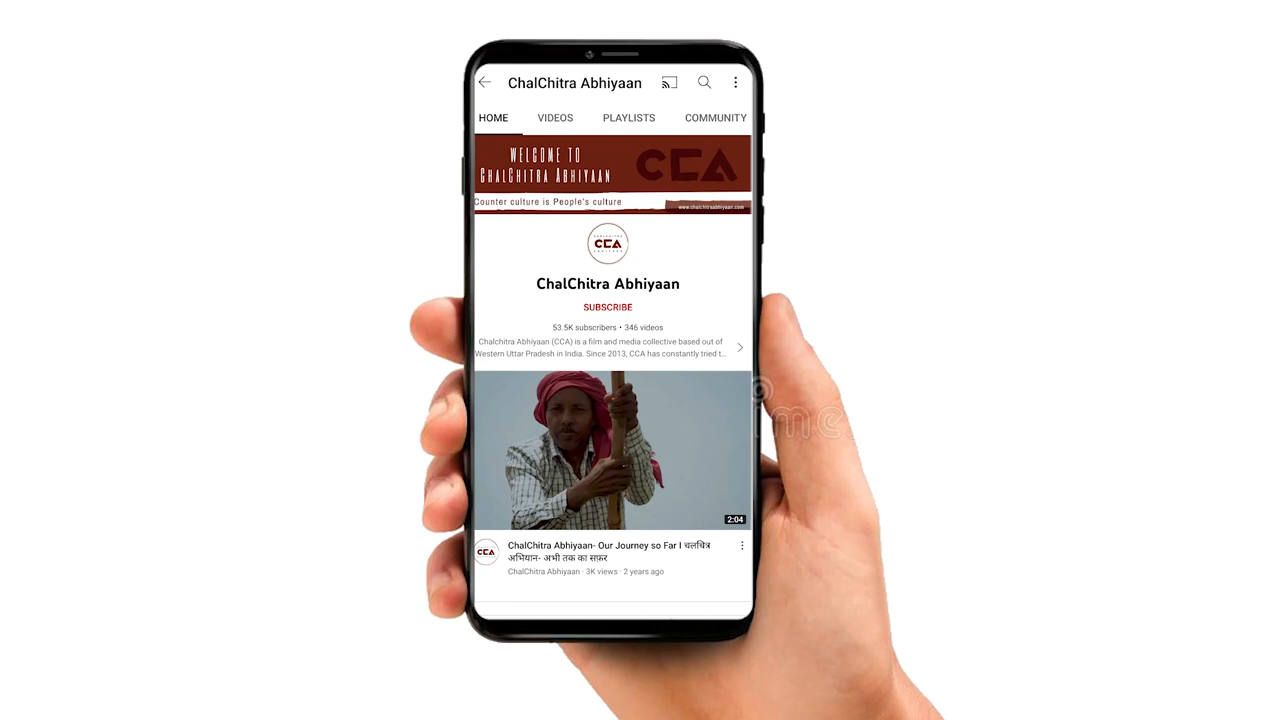 ChalChitra Abhiyaan
HOME VIDEOS PLAYLISTS COMMUNITY
WELCOME TO
CHALCHITRA ABHIYAAN
CCA
Counter culture is People's culture
www.chalchitraabhiyaan.com
CHALCHITRA
CCA
ABHIYAAN
ChalChitra Abhiyaan
SUBSCRIBE
53.5K subscribers • 346 videos
Chalchitra Abhiyaan (CCA) is a film and media collective based out of
Western Uttar Pradesh in India. Since 2013, CCA has constantly tried t...
2:04
CCA
ChalChitra Abhiyaan- Our Journey so Far I चलचित्र
अभियान- अभी तक का सफ़र
ChalChitra Abhiyaan · 3K views · 2 years ago